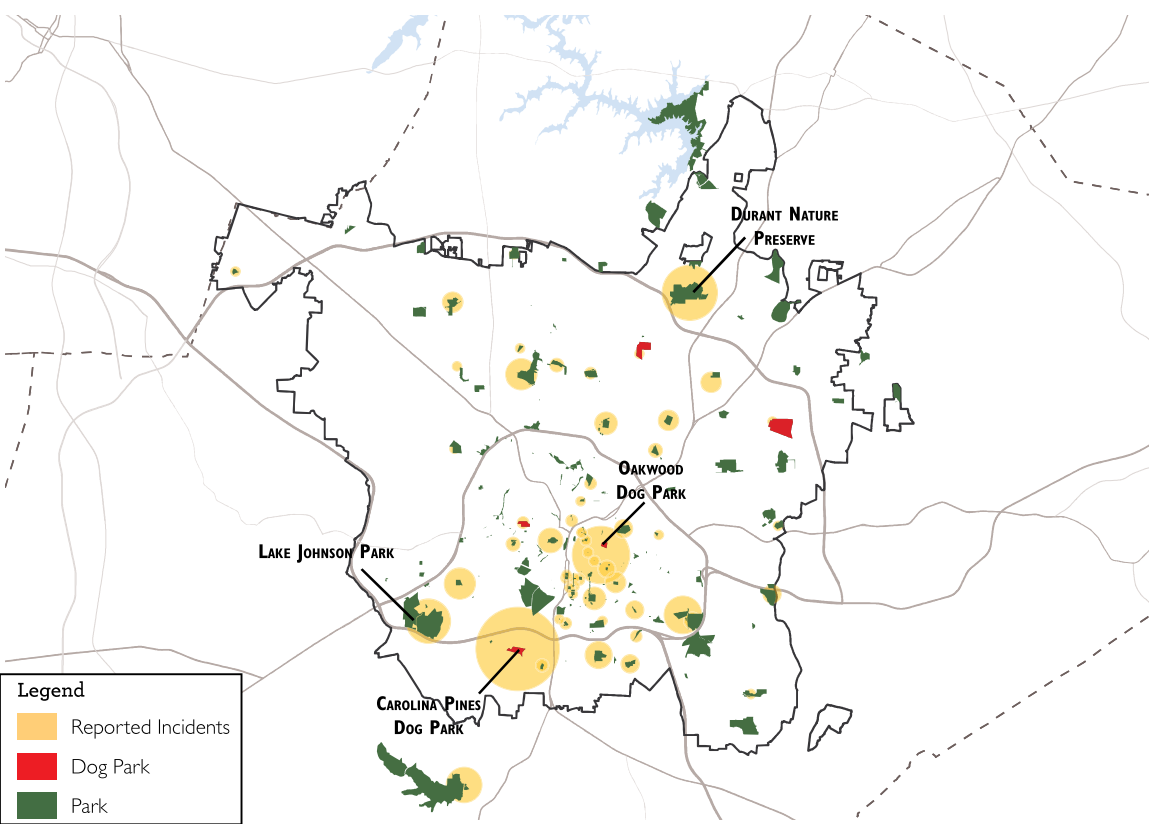 Durant Nature
Preserve
Oakwood
Dog Park
Lake Johnson Park
Carolina Pines
Dog Park
Legend
Reported Incidents
Dog Park
Park